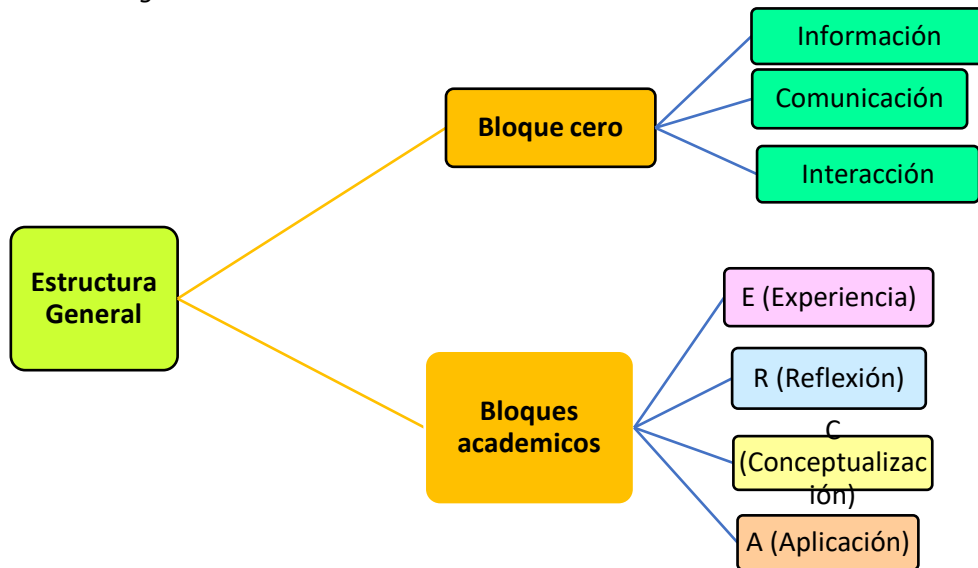 Información
Comunicación
Bloque cero
Interacción
Estructura
General
E (Experiencia)
R (Reflexión)
Bloques
academicos
C
(Conceptualizac
ión)
A (Aplicación)